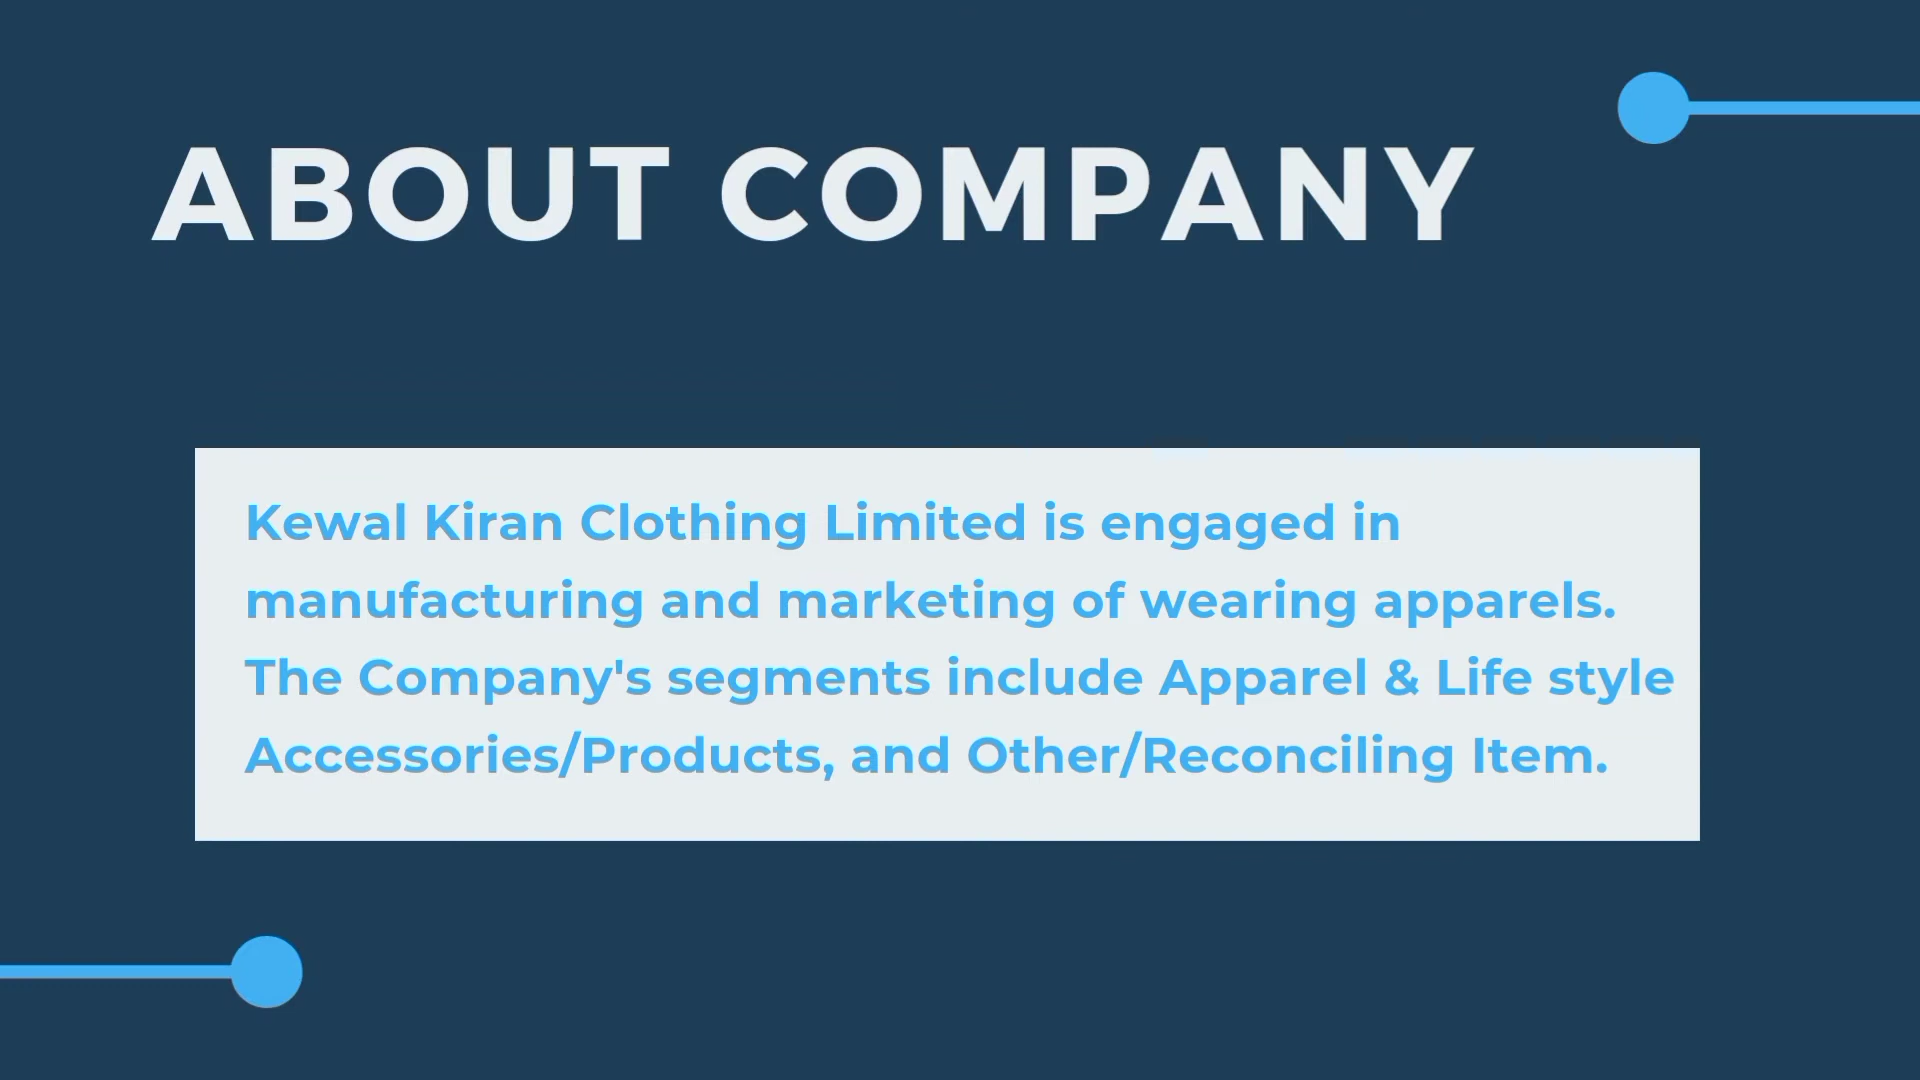 ABOUT COMPANY
Kewal Kiran Clothing Limited is engaged in
manufacturing and marketing of wearing apparels.
The Company's segments include Apparel & Life style
Accessories/Products, and Other/Reconciling Item.